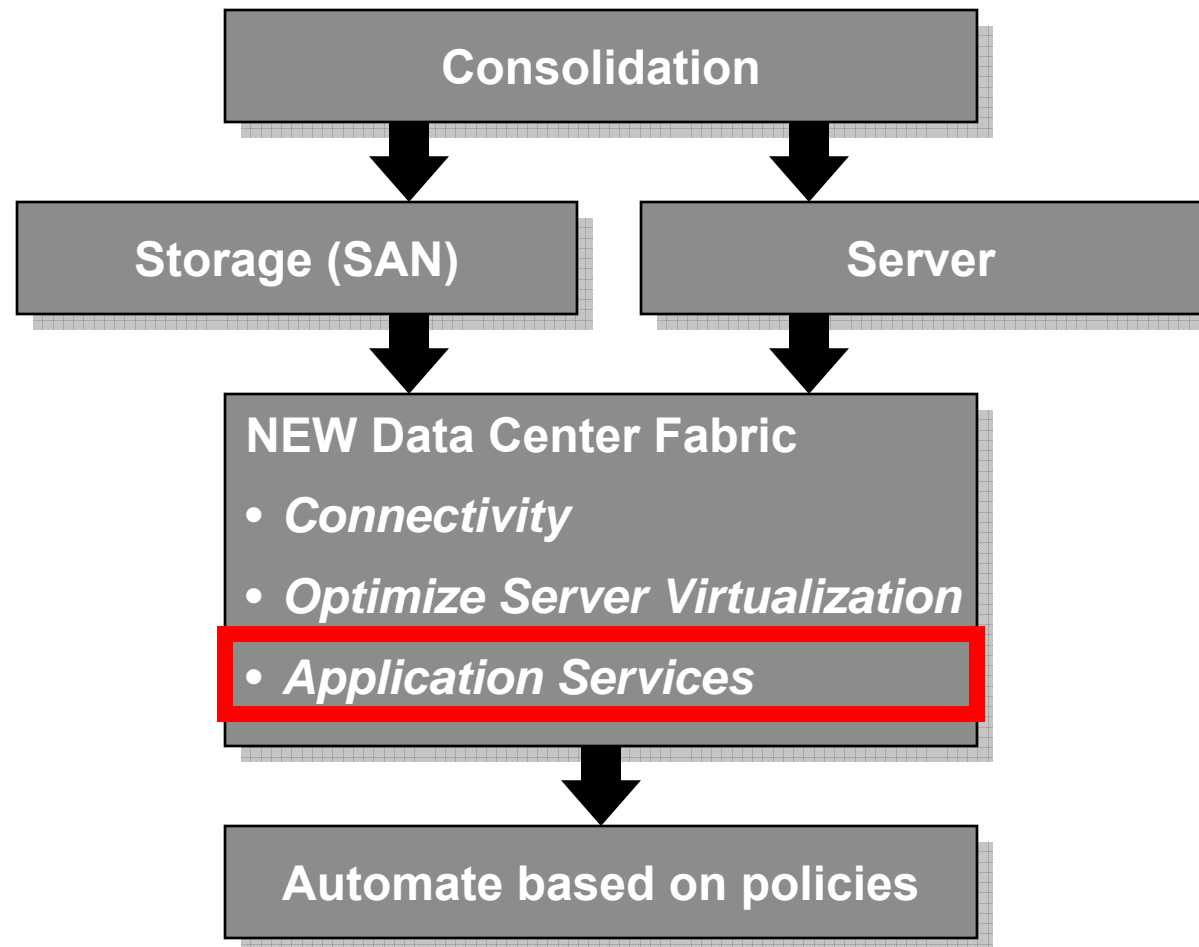 Consolidation
Storage (SAN)
Server
NEW Data Center Fabric
• Connectivity
• Optimize Server Virtualization
• Application Services
Automate based on policies